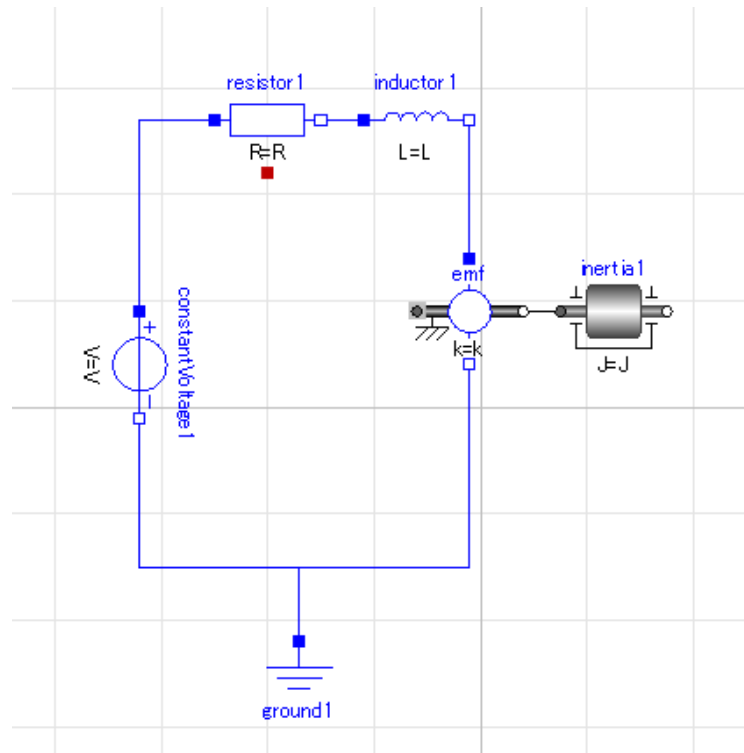 resistor1
inductor1
R=R
L=L
emf
inertia1
k=k
J=J
constantVoltage1
V=V
+
−
ground1